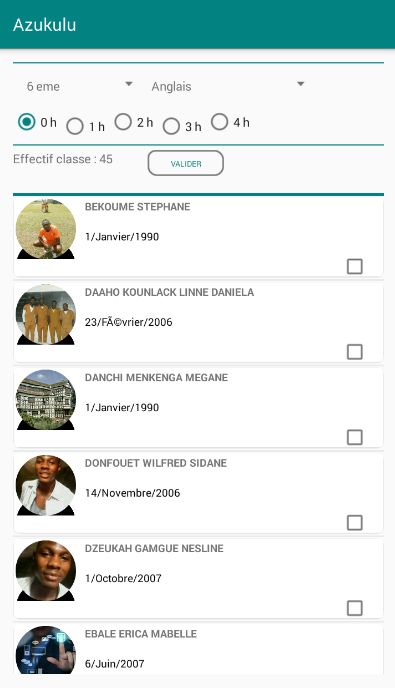 Azukulu
6 eme Anglais
0 h 1 h 2 h 3 h 4 h
Effectif classe : 45 VALIDER
BEKOUME STEPHANE
1/Janvier/1990
DAAHO KOUNLACK LINNE DANIELA
23/FÃ©vrier/2006
DANCHI MENKENGA MEGANE
1/Janvier/1990
DONFOUET WILFRED SIDANE
14/Novembre/2006
DZEUKAH GAMGUE NESLINE
1/Octobre/2007
EBALE ERICA MABELLE
6/Juin/2007